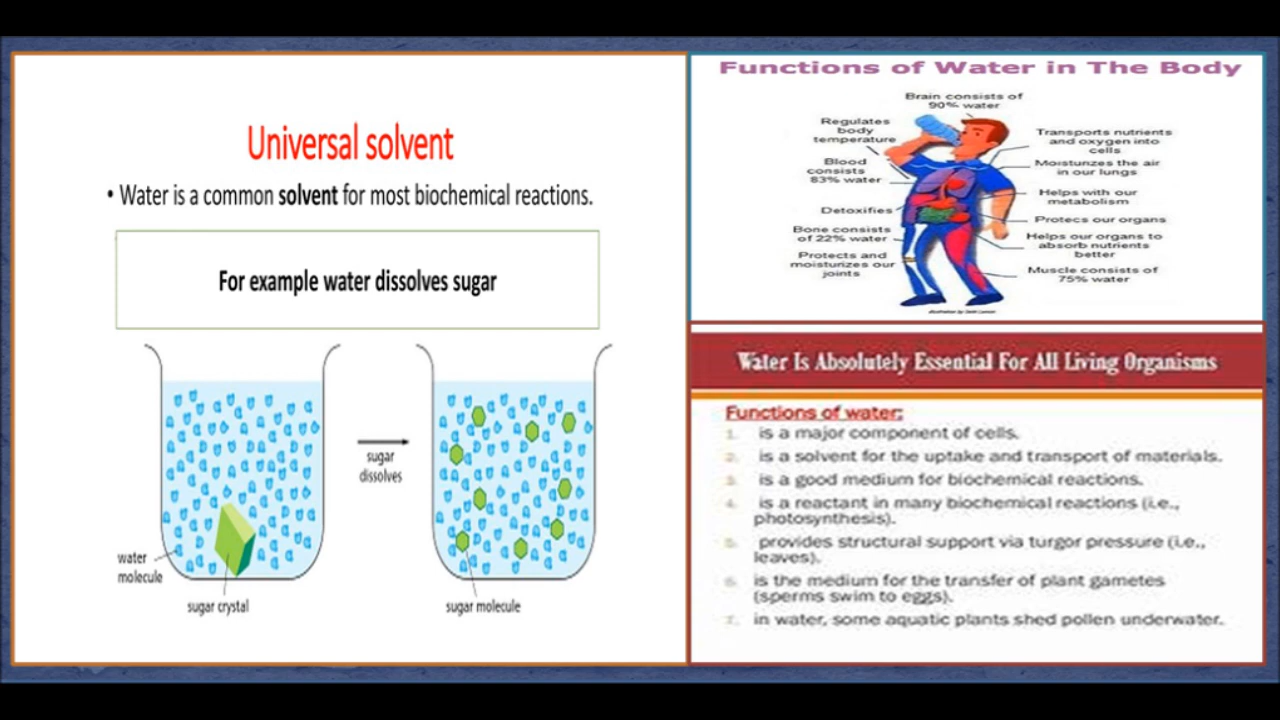 Universal solvent
• Water is a common solvent for most biochemical reactions.
For example water dissolves sugar
sugar
dissolves
water
molecule
sugar crystal
sugar molecule
Functions of Water in The Body
Brain consists of
90% water
Regulates
body
temperature
Blood
consists
83% water
Detoxifies
Bone consists
of 22% water
Protects and
moisturizes our
joints
Transports nutrients
and oxygen into
cells
Moisturizes the air
in our lungs
Helps with our
metabolism
Protecs our organs
Helps our organs to
absorb nutrients
better
Muscle consists of
75% water
Water Is Absolutely Essential For All Living Organisms
Functions of water:
1. is a major component of cells.
2. is a solvent for the uptake and transport of materials.
3. is a good medium for biochemical reactions.
4. is a reactant in many biochemical reactions (i.e.,
photosynthesis).
5. provides structural support via turgor pressure (i.e.,
leaves).
6. is the medium for the transfer of plant gametes
(sperms swim to eggs).
7. in water, some aquatic plants shed pollen underwater.